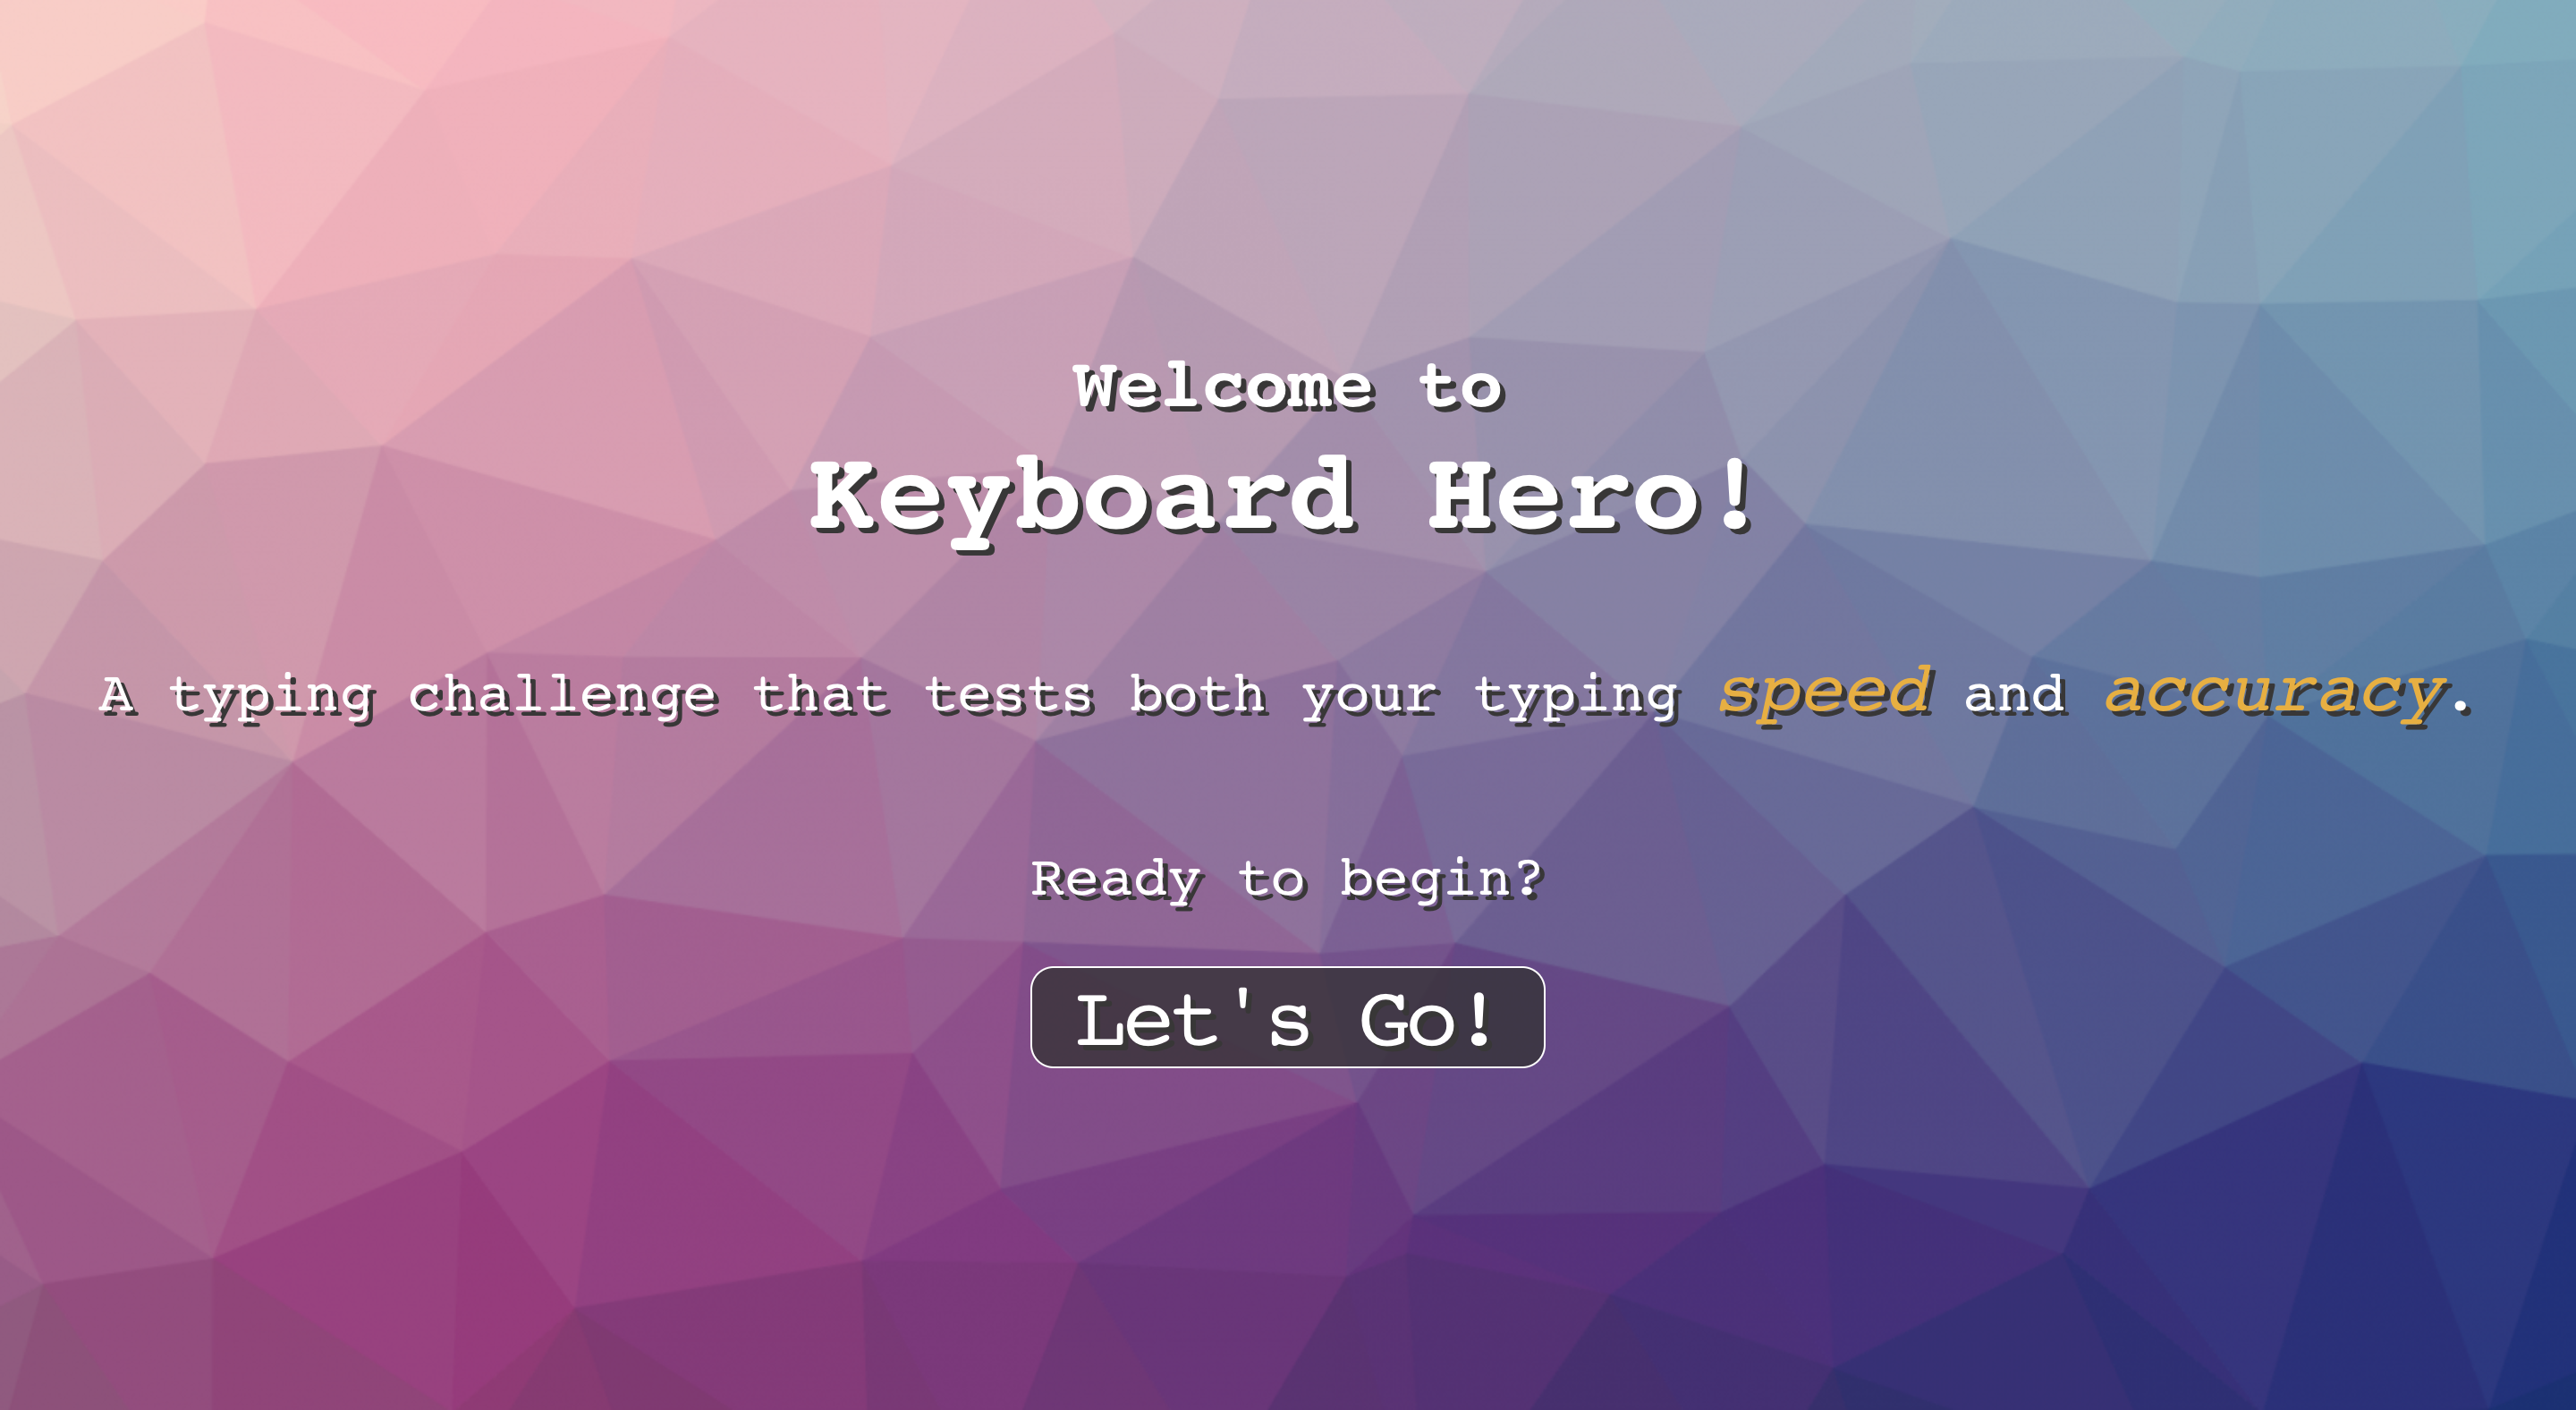 Welcome to
Keyboard Hero!
A typing challenge that tests both your typing speed and accuracy.
Ready to begin?
Let's Go!